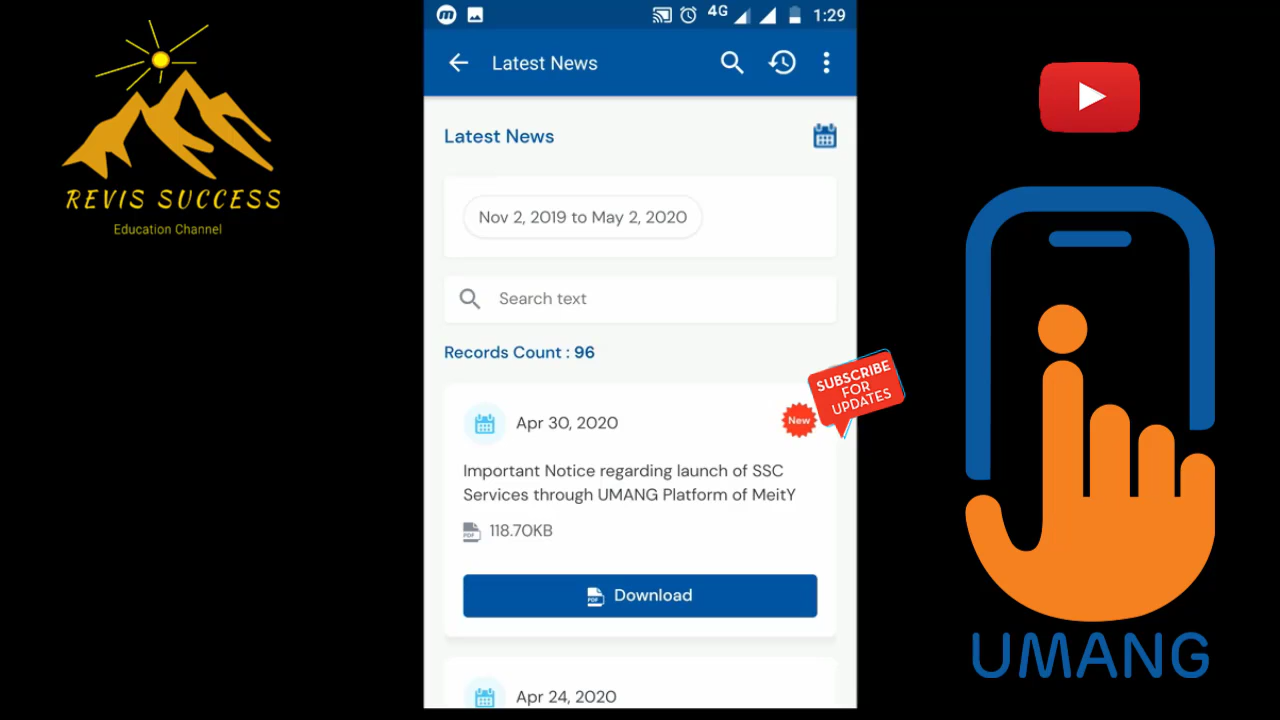 REVIS SUCCESS
Education Channel
4G
1:29
Latest News
Latest News
Nov 2, 2019 to May 2, 2020
Search text
Records Count : 96
SUBSCRIBE
FOR
UPDATES
Apr 30, 2020
New
Important Notice regarding launch of SSC
Services through UMANG Platform of MeitY
PDF
118.70KB
PDF
Download
Apr 24, 2020
UMANG